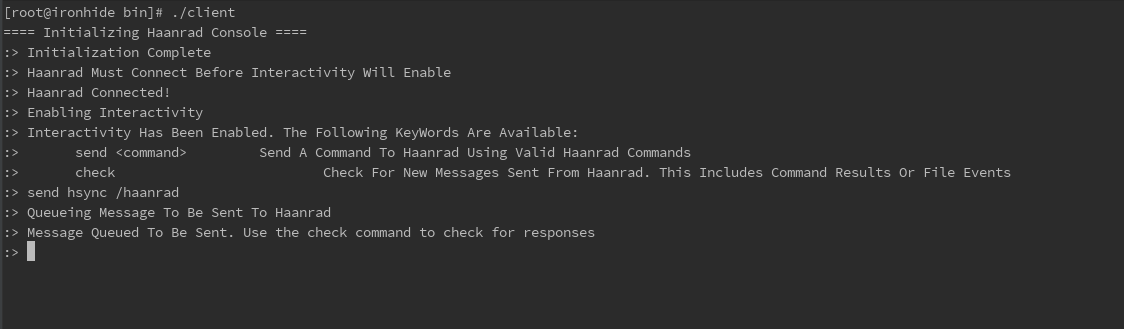 [root@ironhide bin]# ./client
==== Initializing Haanrad Console ====
:> Initialization Complete
:> Haanrad Must Connect Before Interactivity Will Enable
:> Haanrad Connected!
:> Enabling Interactivity
:> Interactivity Has Been Enabled. The Following KeyWords Are Available:
:>       send <command>         Send A Command To Haanrad Using Valid Haanrad Commands
:>       check                          Check For New Messages Sent From Haanrad. This Includes Command Results Or File Events
:> send hsync /haanrad
:> Queueing Message To Be Sent To Haanrad
:> Message Queued To Be Sent. Use the check command to check for responses
:>